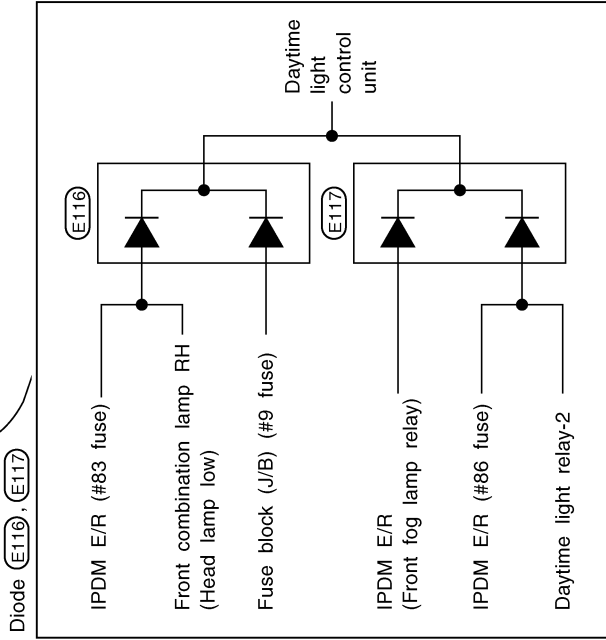 Diode E116, E117
Daytime
light
control
unit
E116
E117
IPDM E/R (#83 fuse)
Front combination lamp RH
(Head lamp low)
Fuse block (J/B) (#9 fuse)
IPDM E/R
(Front fog lamp relay)
IPDM E/R (#86 fuse)
Daytime light relay-2